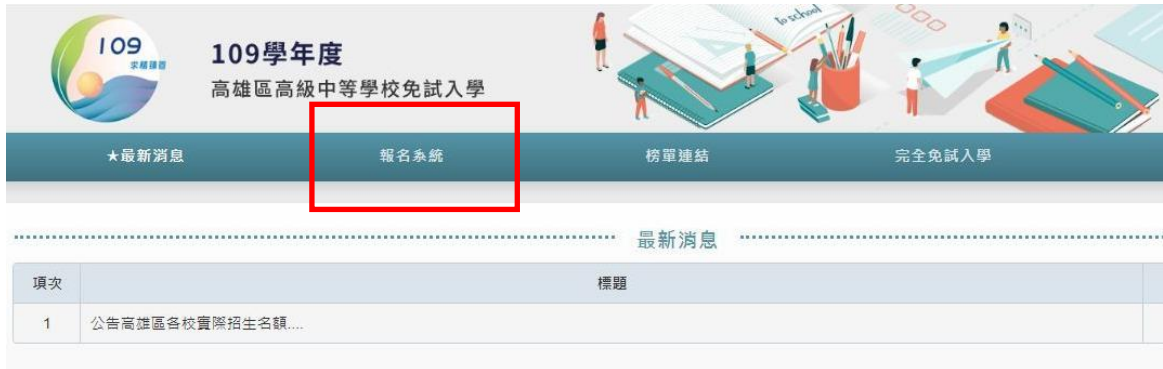 109
求精讀首
109學年度
高雄區高級中等學校免試入學
to school
★最新消息 報名系統 榜單連結 完全免試入學
最新消息
項次 標題
1 公告高雄區各校實際招生名額....